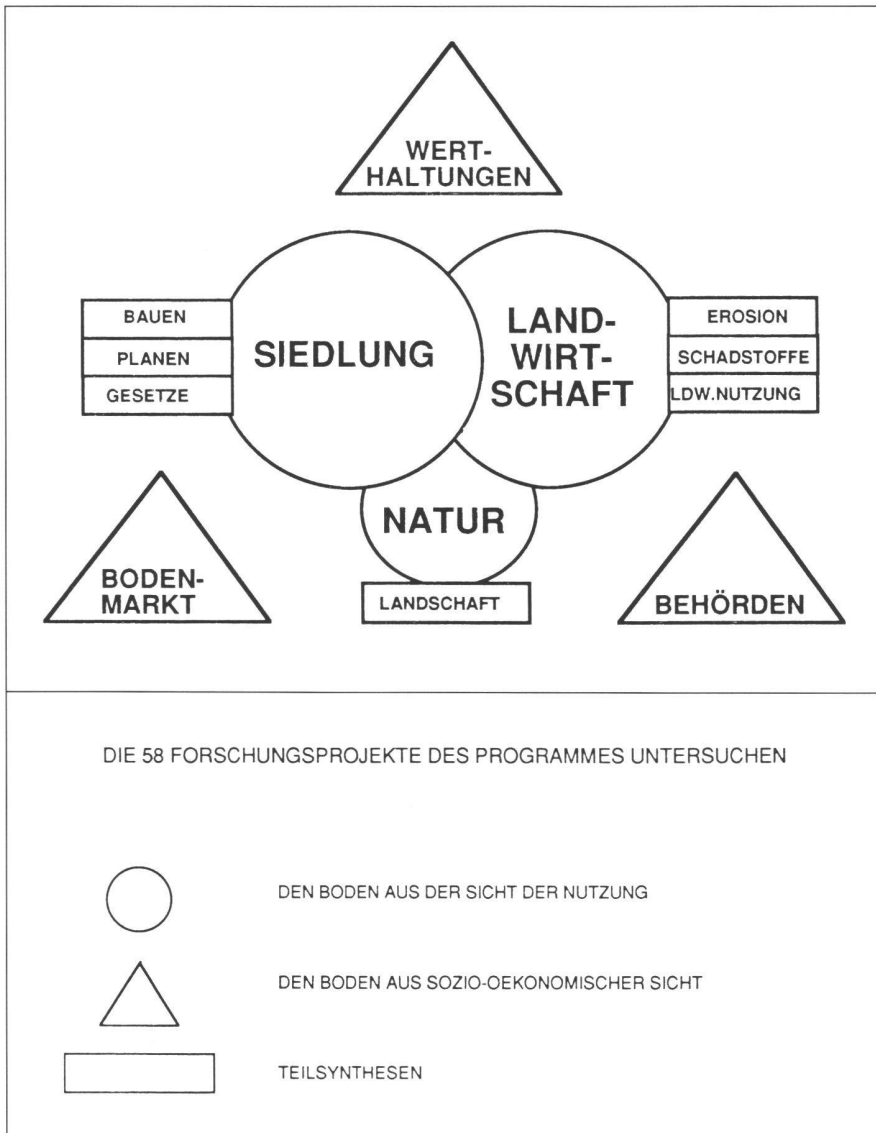 WERT-
HALTUNGEN
BAUEN
PLANEN
GESETZE
SIEDLUNG
LAND-
WIRT-
SCHAFT
EROSION
SCHADSTOFFE
LDW.NUTZUNG
NATUR
LANDSCHAFT
BODEN-
MARKT
BEHÖRDEN
DIE 58 FORSCHUNGSPROJEKTE DES PROGRAMMES UNTERSUCHEN
DEN BODEN AUS DER SICHT DER NUTZUNG
DEN BODEN AUS SOZIO-OEKONOMISCHER SICHT
TEILSYNTHESEN